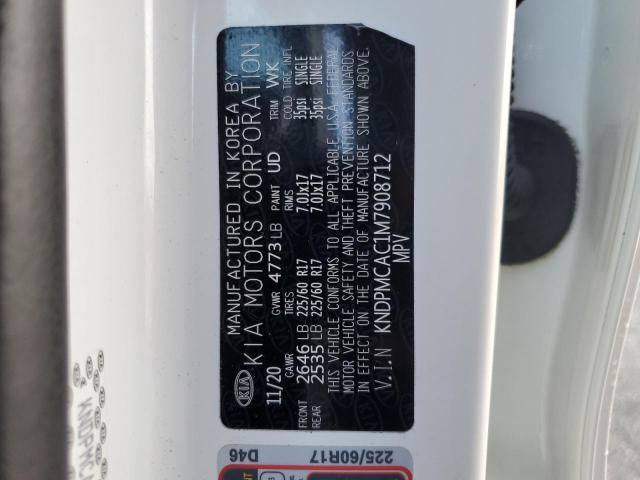 KIA
MANUFACTURED IN KOREA BY
KIA MOTORS CORPORATION
11/20 GVWR 4773 LB PAINT UD TRIM WK
GAWR TIRES RIMS COLD TIRE INFL
FRONT 2646 LB 225/60 R17 7.0Jx17 35psi SINGLE
REAR 2535 LB 225/60 R17 7.0Jx17 35psi SINGLE
THIS VEHICLE CONFORMS TO ALL APPLICABLE U.S.A. FEDERAL
MOTOR VEHICLE SAFETY AND THEFT PREVENTION STANDARDS
IN EFFECT ON THE DATE OF MANUFACTURE SHOWN ABOVE.
V.I.N KNDPMCAC1M7908712
MPV
D46 225/60R17